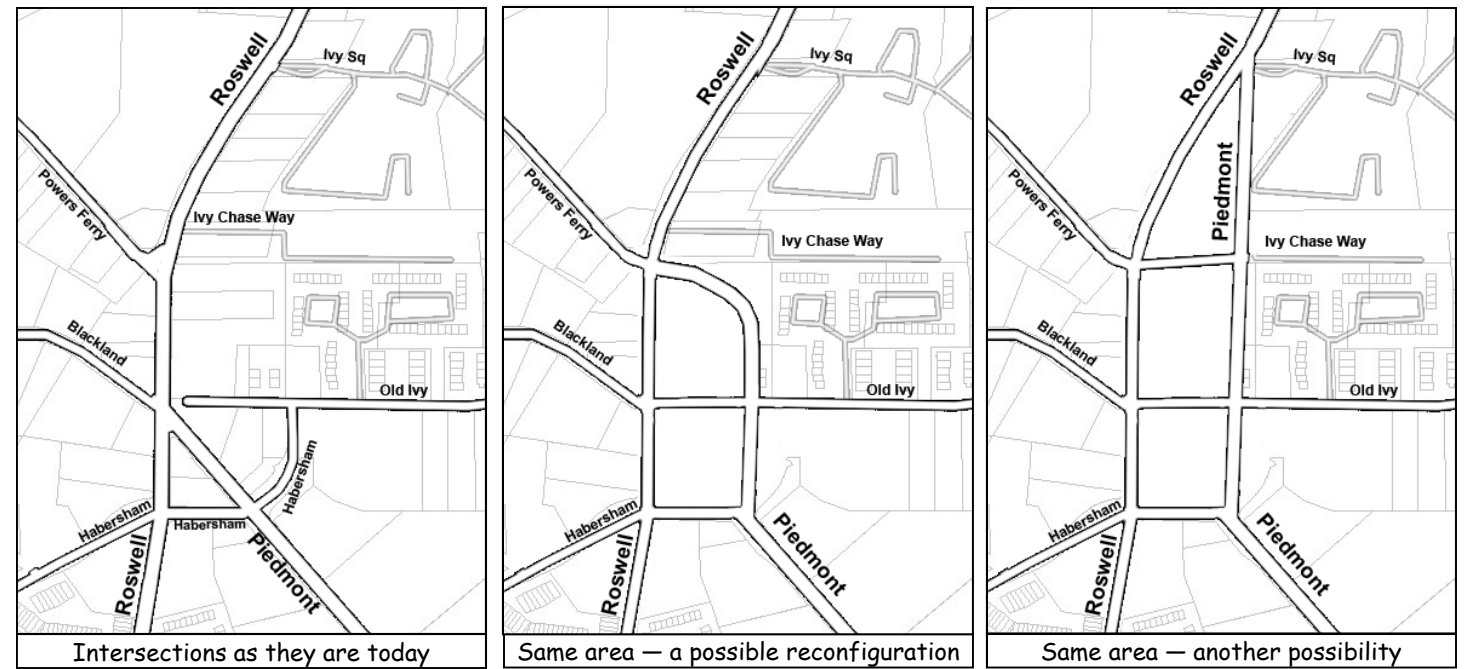 Roswell
Ivy Sq
Powers Ferry
Ivy Chase Way
Blackland
Old Ivy
Habersham
Habersham
Habersham
Roswell
Piedmont
Intersections as they are today
Roswell
Ivy Sq
Powers Ferry
Ivy Chase Way
Blackland
Old Ivy
Habersham
Roswell
Piedmont
Same area — a possible reconfiguration
Roswell
Ivy Sq
Powers Ferry
Piedmont
Ivy Chase Way
Blackland
Old Ivy
Habersham
Roswell
Piedmont
Same area — another possibility